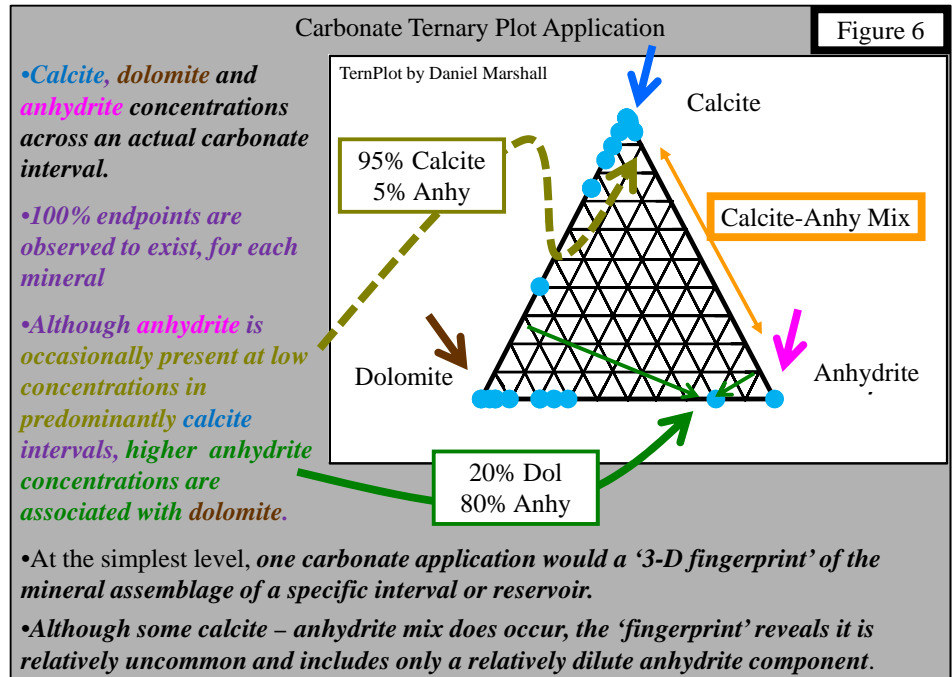 Carbonate Ternary Plot Application
Figure 6
•Calcite, dolomite and
anhydrite concentrations
across an actual carbonate
interval.
•100% endpoints are
observed to exist, for each
mineral
•Although anhydrite is
occasionally present at low
concentrations in
predominantly calcite
intervals, higher anhydrite
concentrations are
associated with dolomite.
TernPlot by Daniel Marshall
Calcite
95% Calcite
5% Anhy
Calcite-Anhy Mix
Dolomite
Anhydrite
20% Dol
80% Anhy
•At the simplest level, one carbonate application would a ‘3-D fingerprint’ of the
mineral assemblage of a specific interval or reservoir.
•Although some calcite – anhydrite mix does occur, the ‘fingerprint’ reveals it is
relatively uncommon and includes only a relatively dilute anhydrite component.